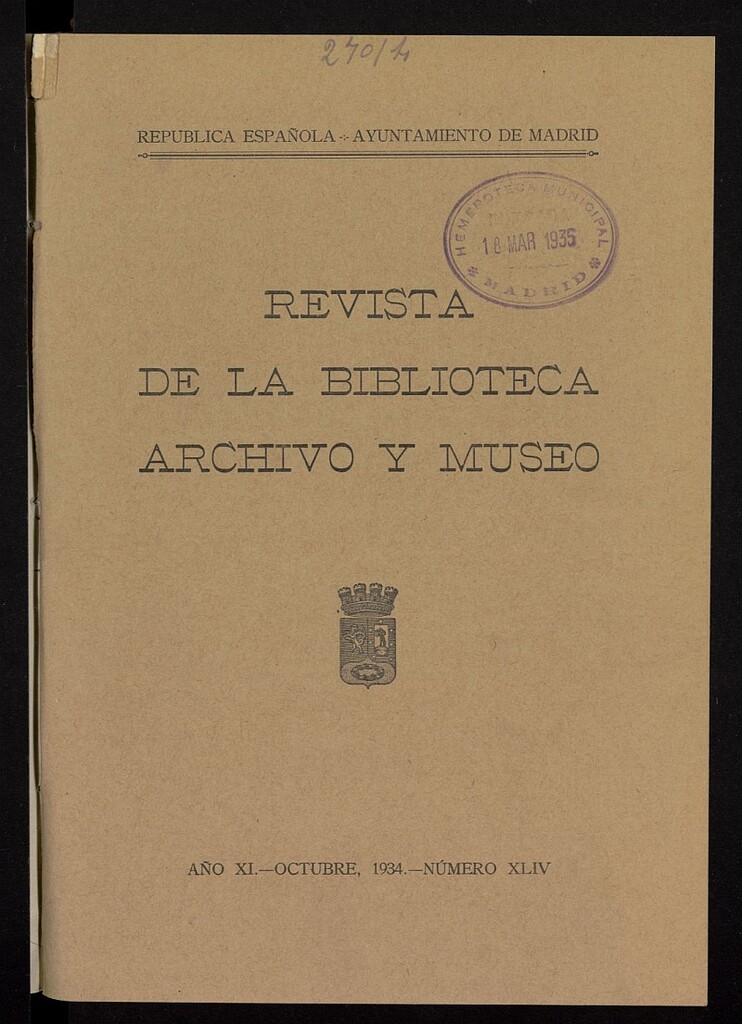 270/4
REPUBLICA ESPAÑOLA -:- AYUNTAMIENTO DE MADRID
HEMEROTECA MUNICIPAL
18 MAR 1935
* MADRID *
REVISTA
DE LA BIBLIOTECA
ARCHIVO Y MUSEO
AÑO XI.—OCTUBRE, 1934.—NÚMERO XLIV